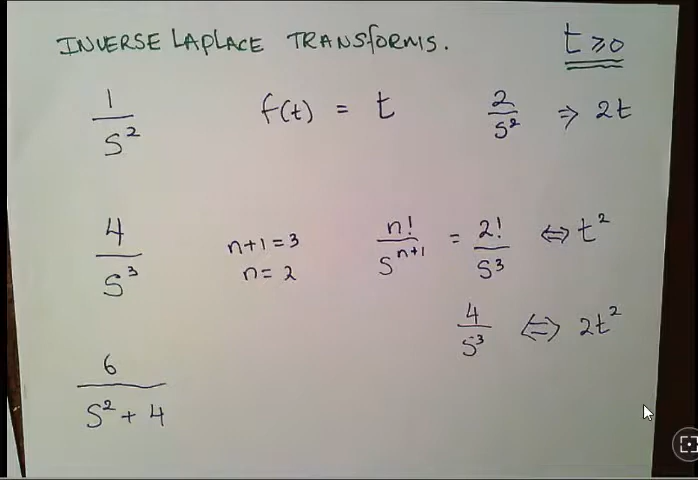 INVERSE LAPLACE TRANSFORMS. t ≥ 0
1/S² f(t) = t 2/S² ⇒ 2t
4/S³ n+1=3 n!/S^(n+1) = 2!/S³ ⇔ t²
n=2
4/S³ ⇔ 2t²
6/(S² + 4)